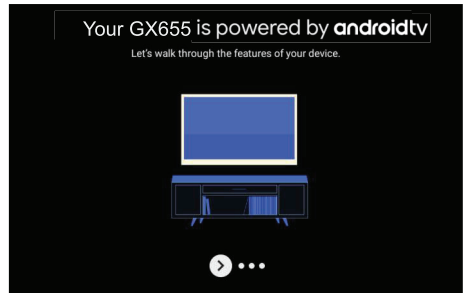 Your GX655 is powered by androidtv
Let's walk through the features of your device.